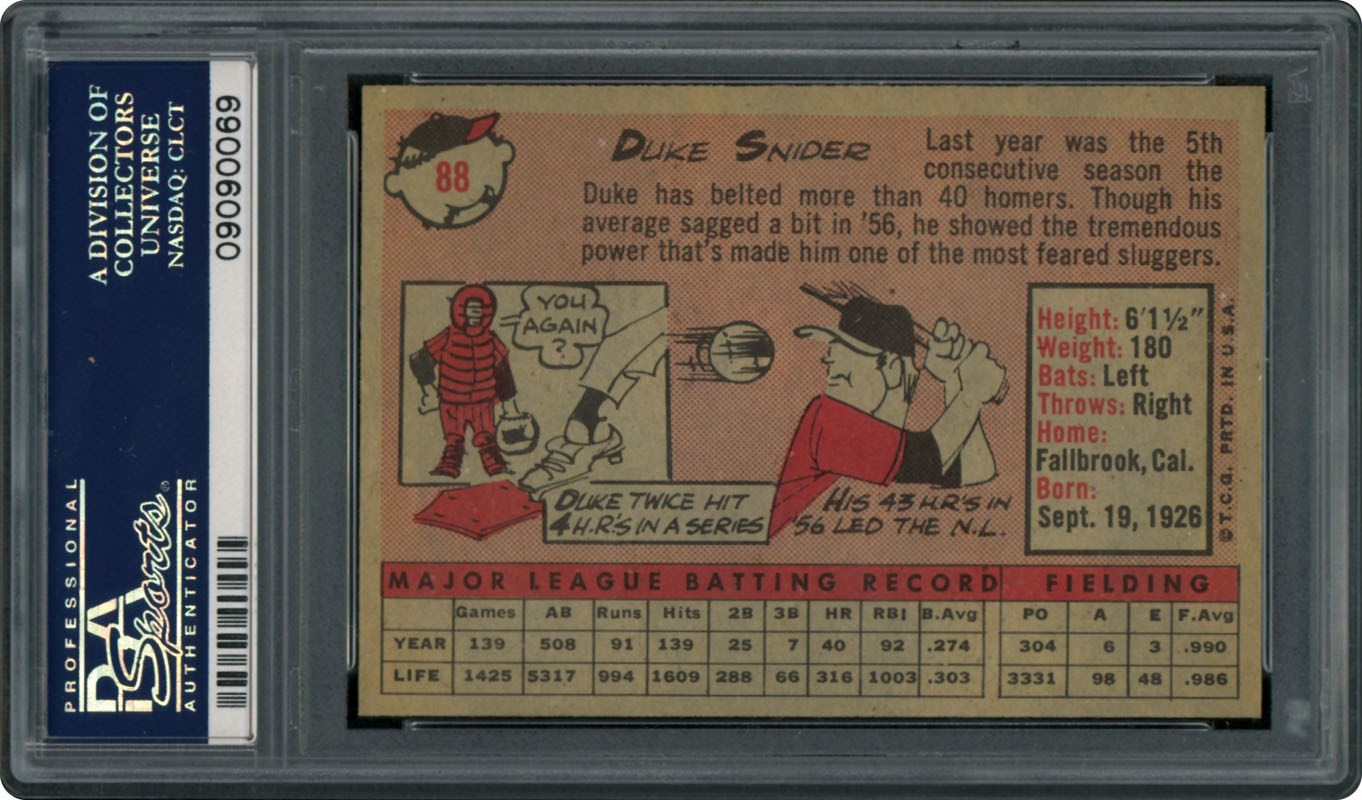 A DIVISION OF
COLLECTORS
UNIVERSE
NASDAQ: CLCT
PROFESSIONAL
PSA
Sports®
AUTHENTICATOR
09090069
88
DUKE SNIDER
Last year was the 5th
consecutive season the
Duke has belted more than 40 homers. Though his
average sagged a bit in '56, he showed the tremendous
power that's made him one of the most feared sluggers.
YOU
AGAIN
?
DUKE TWICE HIT
4 H.R.'S IN A SERIES
HIS 43 H.R.'S IN
'56 LED THE N.L.
Height: 6'1½"
Weight: 180
Bats: Left
Throws: Right
Home:
Fallbrook, Cal.
Born:
Sept. 19, 1926
© T.C.G. PRTD. IN U.S.A.
MAJOR LEAGUE BATTING RECORD FIELDING
Games AB Runs Hits 2B 3B HR RBI B.Avg PO A E F.Avg
YEAR 139 508 91 139 25 7 40 92 .274 304 6 3 .990
LIFE 1425 5317 994 1609 288 66 316 1003 .303 3331 98 48 .986